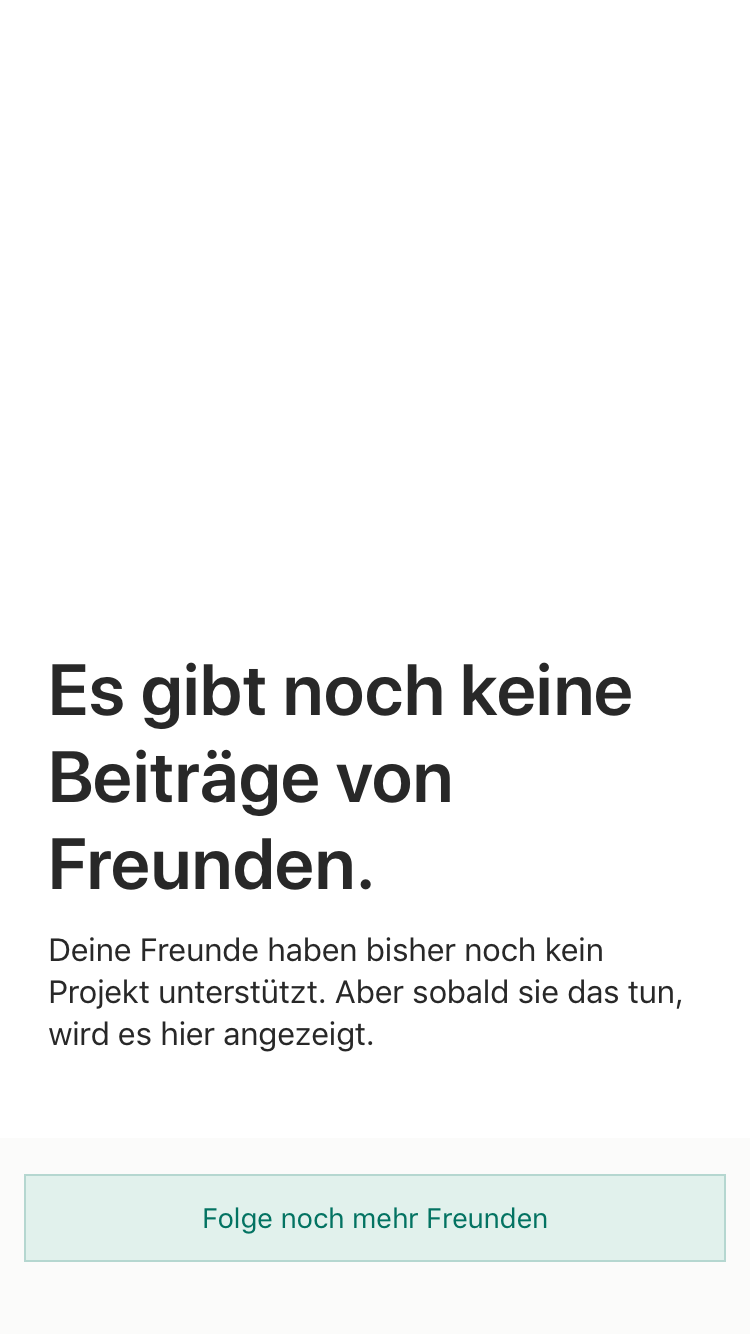 Es gibt noch keine
Beiträge von
Freunden.
Deine Freunde haben bisher noch kein
Projekt unterstützt. Aber sobald sie das tun,
wird es hier angezeigt.
Folge noch mehr Freunden